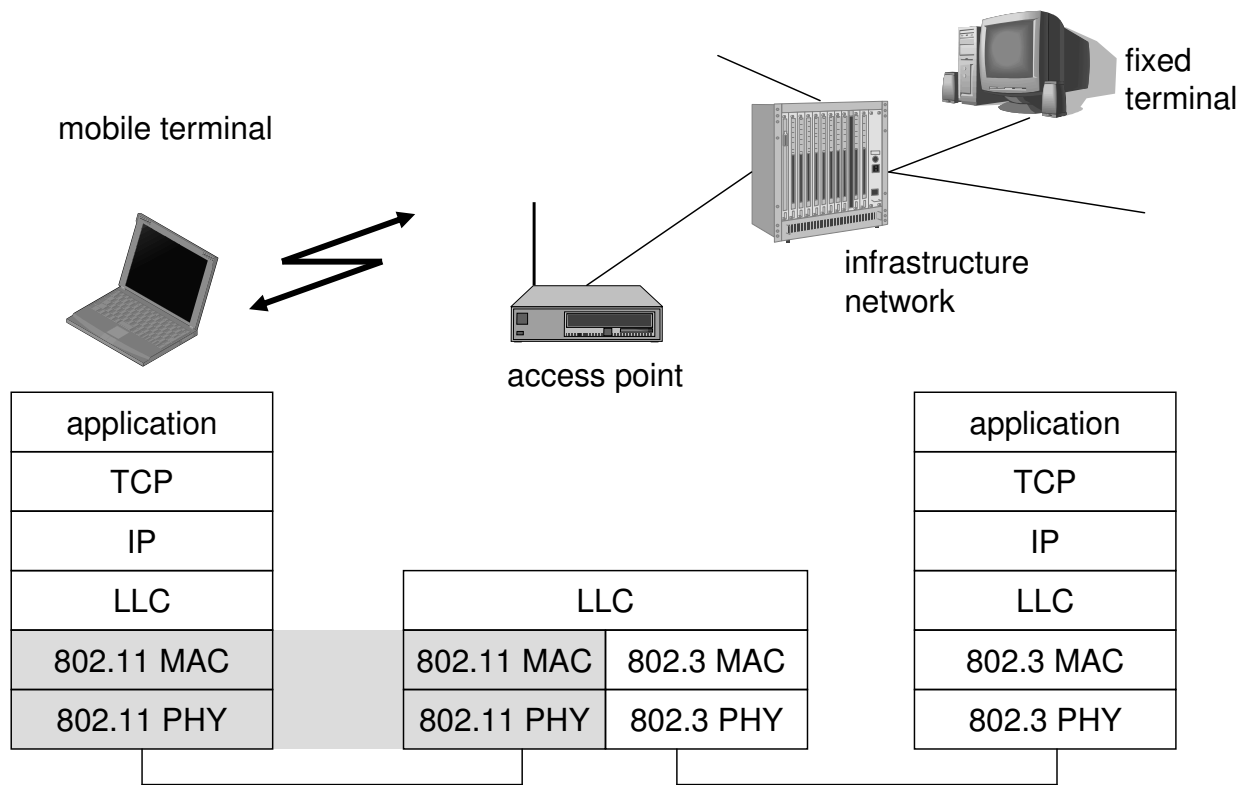 fixed
terminal
mobile terminal
infrastructure
network
access point
application
TCP
IP
LLC
802.11 MAC
802.11 PHY
LLC
802.11 MAC 802.3 MAC
802.11 PHY 802.3 PHY
application
TCP
IP
LLC
802.3 MAC
802.3 PHY